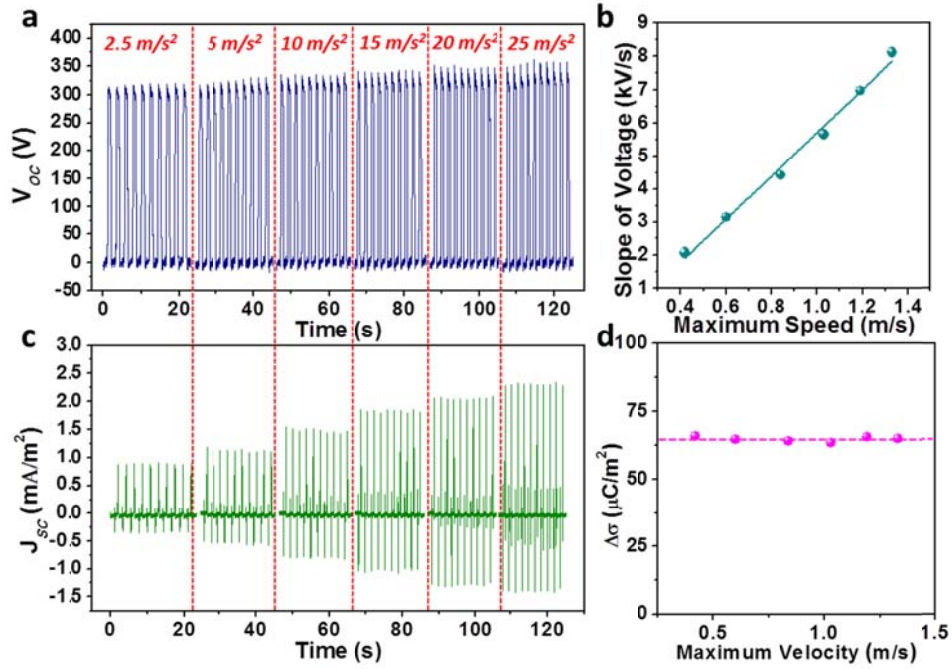 a
2.5 m/s²
5 m/s²
10 m/s²
15 m/s²
20 m/s²
25 m/s²
400
350
300
250
200
150
100
50
0
-50
V_OC (V)
0 20 40 60 80 100 120
Time (s)
b
9
8
7
6
5
4
3
2
1
Slope of Voltage (kV/s)
0.4 0.6 0.8 1.0 1.2 1.4
Maximum Speed (m/s)
c
3.0
2.5
2.0
1.5
1.0
0.5
0.0
-0.5
-1.0
-1.5
J_SC (mA/m²)
0 20 40 60 80 100 120
Time (s)
d
100
75
50
25
0
Δσ (μC/m²)
0.5 1.0 1.5
Maximum Velocity (m/s)